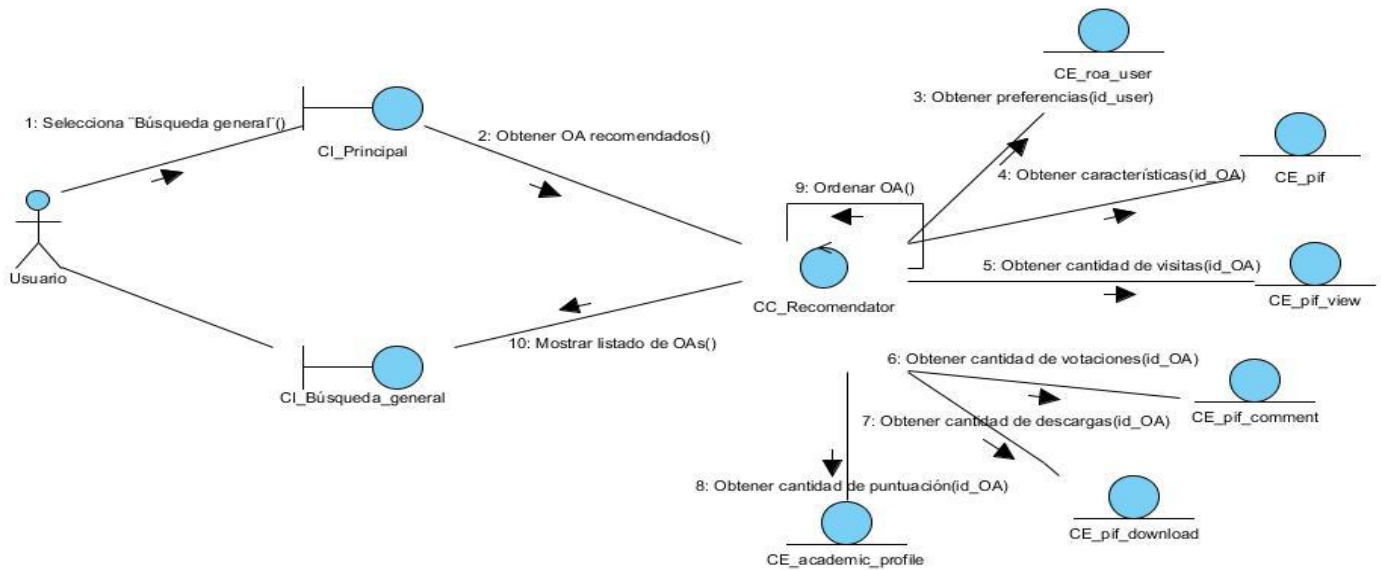 CE_roa_user
3: Obtener preferencias(id_user)
1: Selecciona ¨Búsqueda general¨()
2: Obtener OA recomendados()
CI_Principal
4: Obtener características(id_OA)
CE_pif
9: Ordenar OA()
Usuario
5: Obtener cantidad de visitas(id_OA)
CE_pif_view
CC_Recomendator
10: Mostrar listado de OAs()
6: Obtener cantidad de votaciones(id_OA)
CI_Búsqueda_general
CE_pif_comment
7: Obtener cantidad de descargas(id_OA)
8: Obtener cantidad de puntuación(id_OA)
CE_pif_download
CE_academic_profile